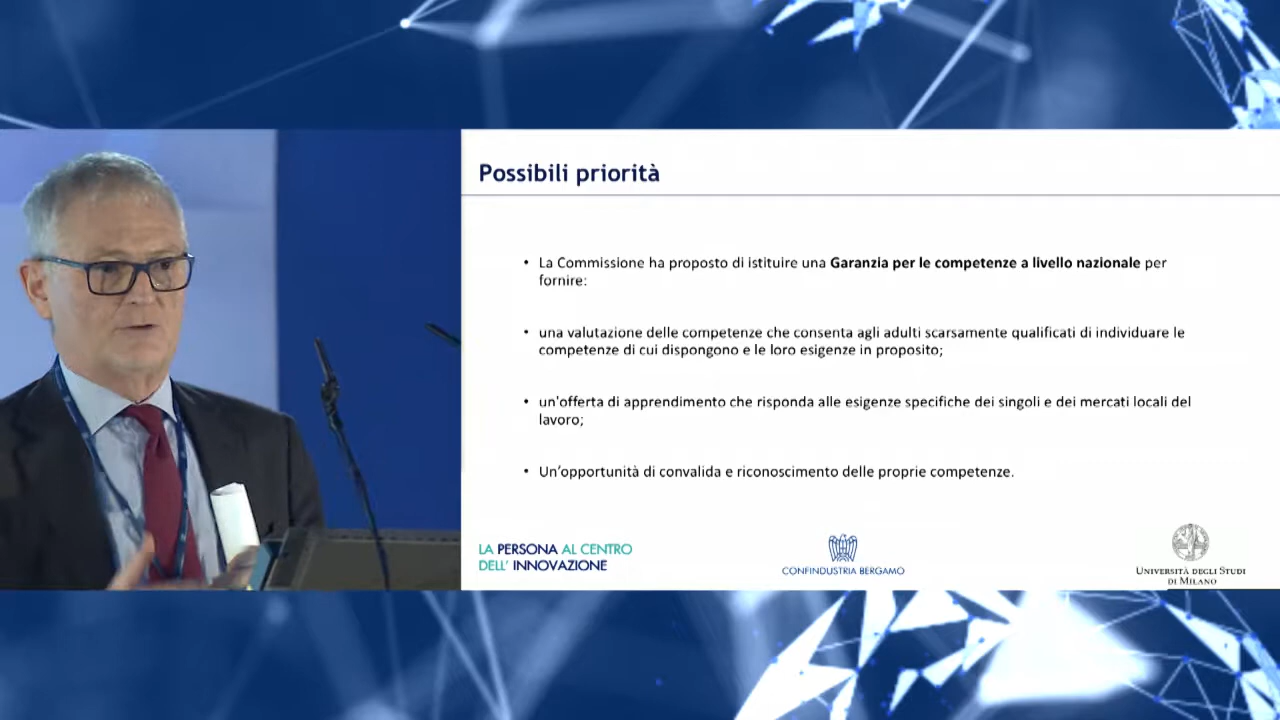 Possibili priorità
• La Commissione ha proposto di istituire una Garanzia per le competenze a livello nazionale per
fornire:
• una valutazione delle competenze che consenta agli adulti scarsamente qualificati di individuare le
competenze di cui dispongono e le loro esigenze in proposito;
• un'offerta di apprendimento che risponda alle esigenze specifiche dei singoli e dei mercati locali del
lavoro;
• Un’opportunità di convalida e riconoscimento delle proprie competenze.
LA PERSONA AL CENTRO
DELL' INNOVAZIONE
CONFINDUSTRIA BERGAMO
UNIVERSITÀ DEGLI STUDI
DI MILANO